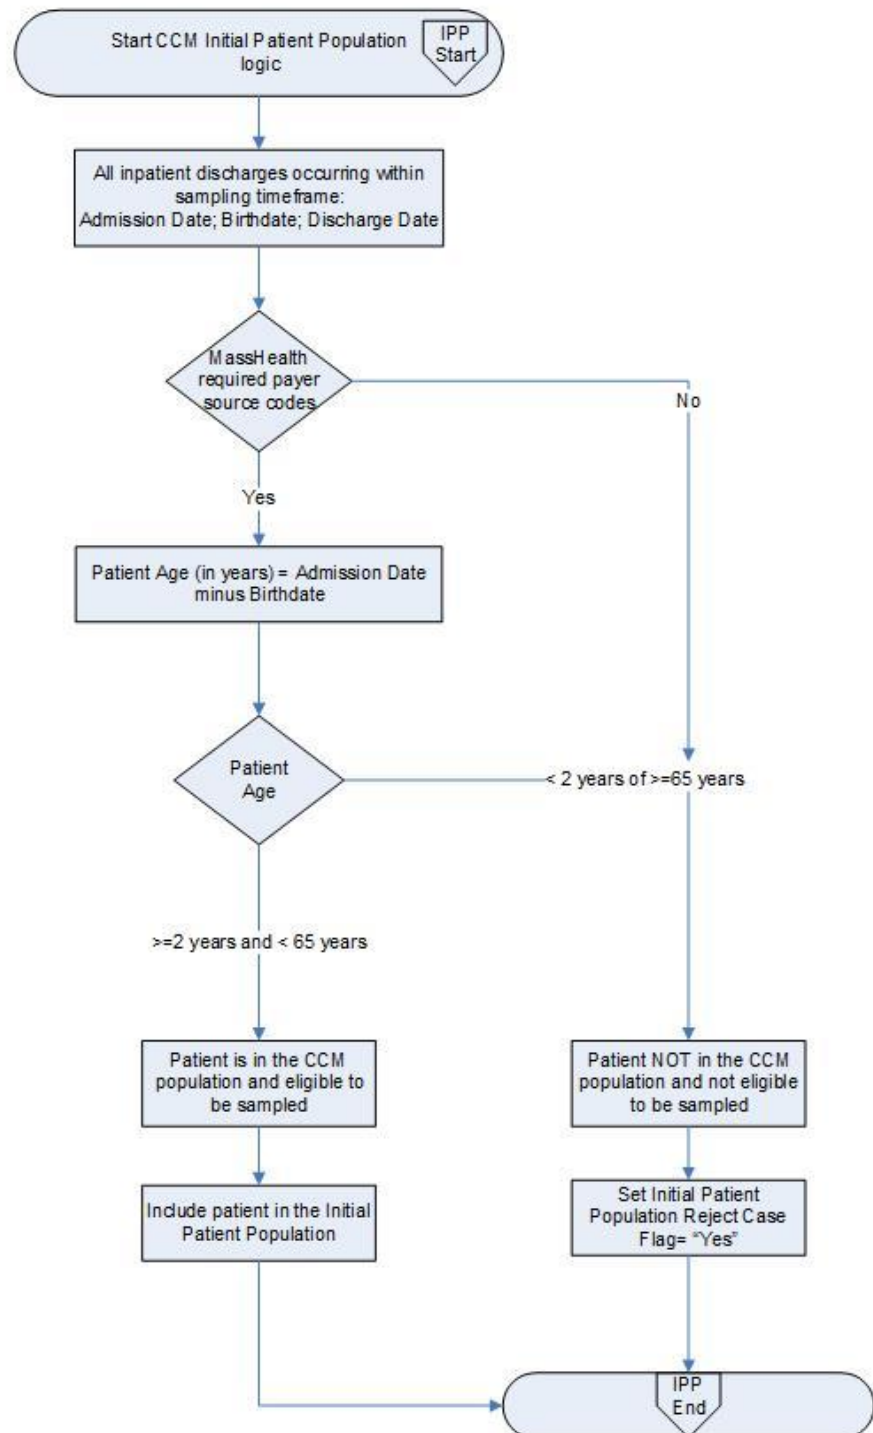 Start CCM Initial Patient Population
logic
IPP
Start
All inpatient discharges occurring within
sampling timeframe:
Admission Date; Birthdate; Discharge Date
MassHealth
required payer
source codes
No
Yes
Patient Age (in years) = Admission Date
minus Birthdate
Patient
Age
< 2 years of >=65 years
>=2 years and < 65 years
Patient is in the CCM
population and eligible to
be sampled
Patient NOT in the CCM
population and not eligible
to be sampled
Include patient in the Initial
Patient Population
Set Initial Patient
Population Reject Case
Flag= “Yes”
IPP
End